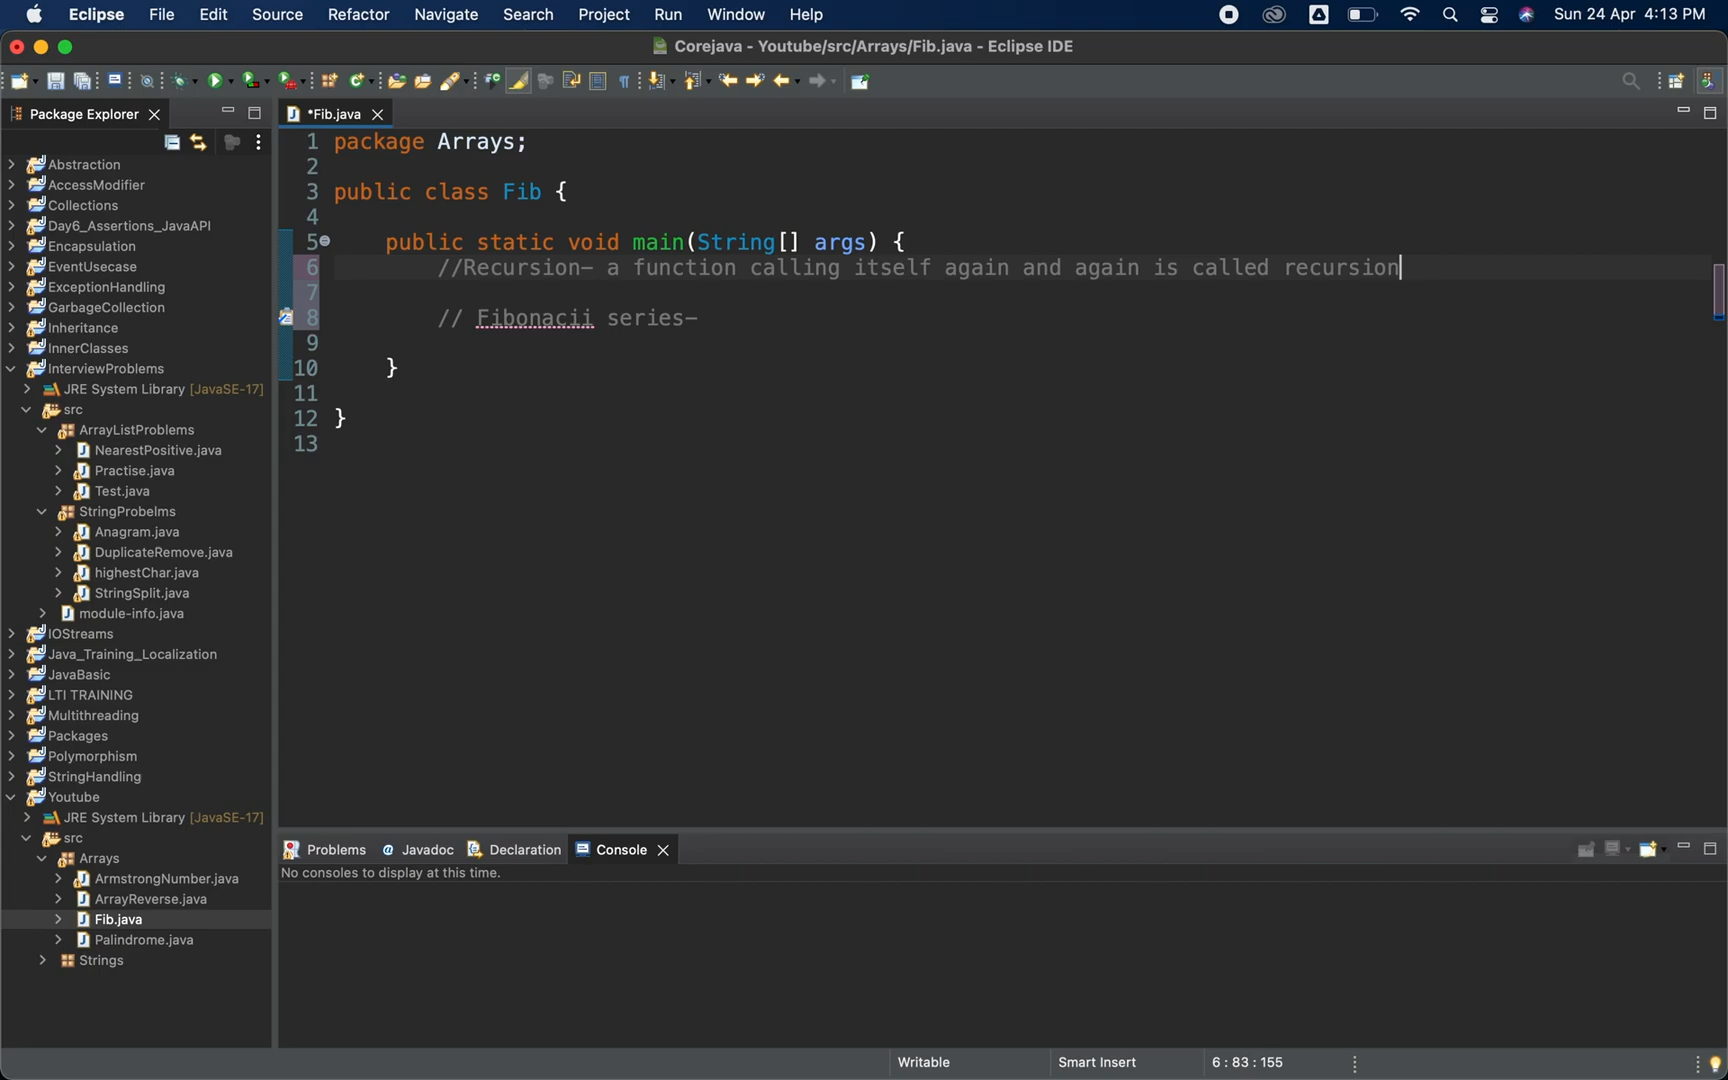 Eclipse File Edit Source Refactor Navigate Search Project Run Window Help Sun 24 Apr 4:13 PM
Corejava - Youtube/src/Arrays/Fib.java - Eclipse IDE
Package Explorer
Abstraction
AccessModifier
Collections
Day6_Assertions_JavaAPI
Encapsulation
EventUsecase
ExceptionHandling
GarbageCollection
Inheritance
InnerClasses
InterviewProblems
JRE System Library [JavaSE-17]
src
ArrayListProblems
NearestPositive.java
Practise.java
Test.java
StringProbelms
Anagram.java
DuplicateRemove.java
highestChar.java
StringSplit.java
module-info.java
IOStreams
Java_Training_Localization
JavaBasic
LTI TRAINING
Multithreading
Packages
Polymorphism
StringHandling
Youtube
JRE System Library [JavaSE-17]
src
Arrays
ArmstrongNumber.java
ArrayReverse.java
Fib.java
Palindrome.java
Strings
*Fib.java
1 package Arrays;
2
3 public class Fib {
4
5 public static void main(String[] args) {
6 //Recursion- a function calling itself again and again is called recursion
7
8 // Fibonacii series-
9
10 }
11
12 }
13
Problems Javadoc Declaration Console
No consoles to display at this time.
Writable Smart Insert 6 : 83 : 155